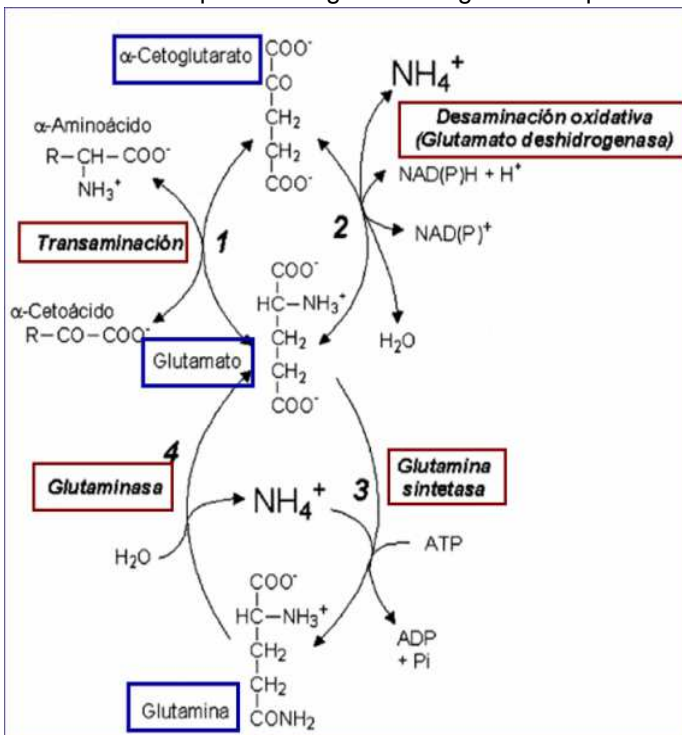 α-Cetoglutarato
COO⁻
CO
CH₂
CH₂
COO⁻
NH₄⁺
Desaminación oxidativa
(Glutamato deshidrogenasa)
NAD(P)H + H⁺
NAD(P)⁺
H₂O
α-Aminoácido
R–CH–COO⁻
NH₃⁺
Transaminación
1
2
α-Cetoácido
R–CO–COO⁻
Glutamato
COO⁻
HC–NH₃⁺
CH₂
CH₂
COO⁻
4
Glutaminasa
H₂O
NH₄⁺
3
Glutamina
sintetasa
ATP
ADP
+ Pi
COO⁻
HC–NH₃⁺
CH₂
CH₂
CONH₂
Glutamina